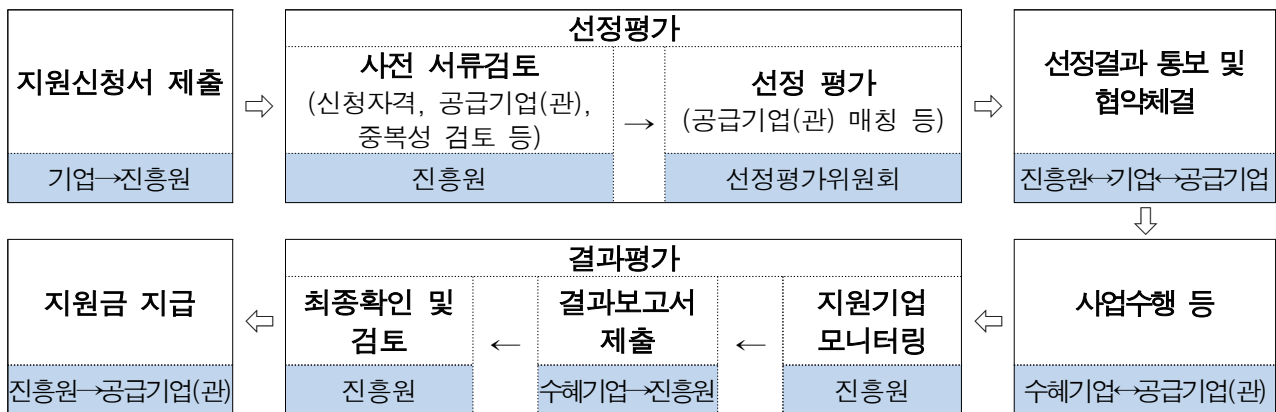 지원신청서 제출
기업→진흥원
⇨
선정평가
사전 서류검토
(신청자격, 공급기업(관),
중복성 검토 등)
진흥원
→
선정 평가
(공급기업(관) 매칭 등)
선정평가위원회
⇨
선정결과 통보 및
협약체결
진흥원↔기업↔공급기업
⇩
사업수행 등
수혜기업↔공급기업(관)
⇦
결과평가
지원기업
모니터링
진흥원
←
결과보고서
제출
수혜기업→진흥원
←
최종확인 및
검토
진흥원
⇦
지원금 지급
진흥원→공급기업(관)